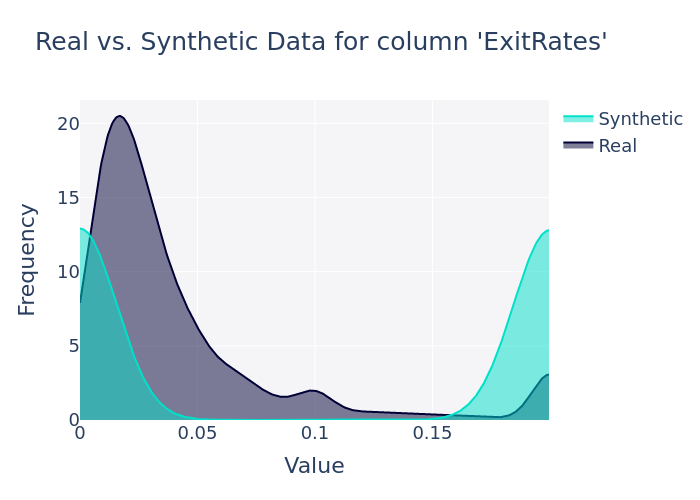 Real vs. Synthetic Data for column 'ExitRates'
Synthetic
Real
Frequency
20
15
10
5
0
0 0.05 0.1 0.15
Value